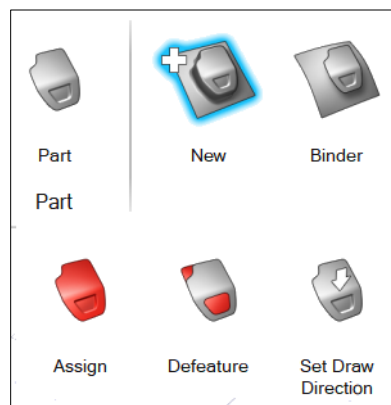 Part
New
Binder
Part
Assign
Defeature
Set Draw
Direction